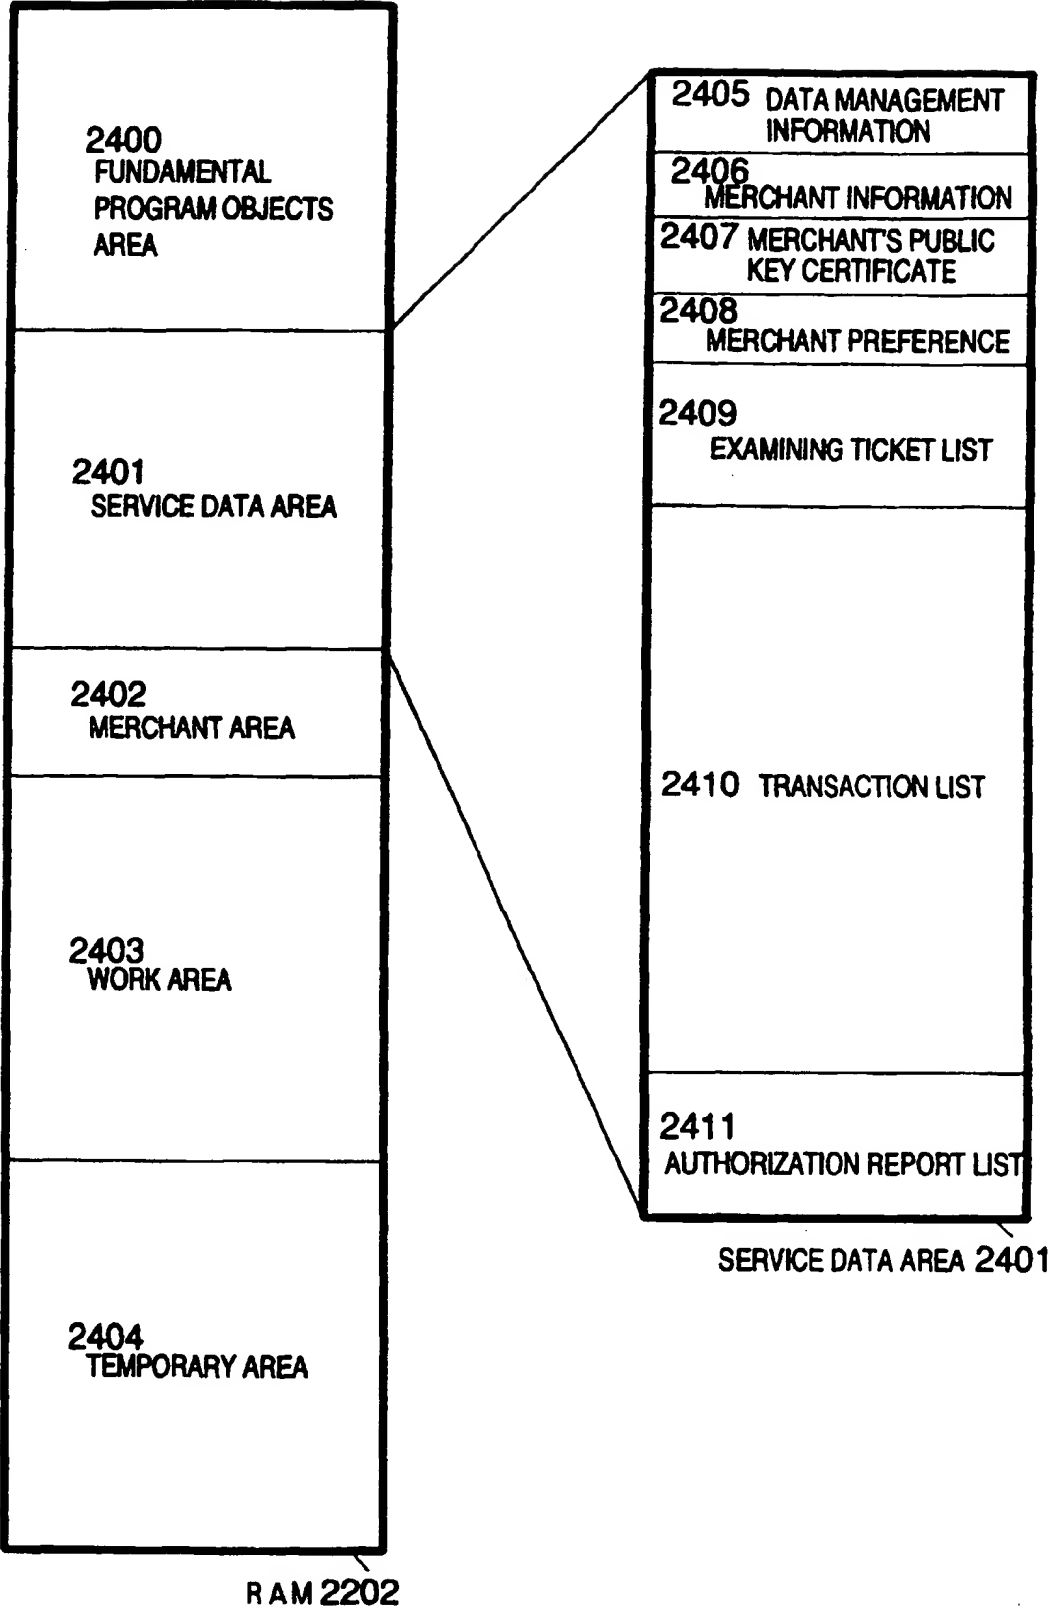 2400
FUNDAMENTAL
PROGRAM OBJECTS
AREA
2401
SERVICE DATA AREA
2402
MERCHANT AREA
2403
WORK AREA
2404
TEMPORARY AREA
RAM 2202
2405 DATA MANAGEMENT
INFORMATION
2406
MERCHANT INFORMATION
2407 MERCHANT'S PUBLIC
KEY CERTIFICATE
2408
MERCHANT PREFERENCE
2409
EXAMINING TICKET LIST
2410 TRANSACTION LIST
2411
AUTHORIZATION REPORT LIST
SERVICE DATA AREA 2401